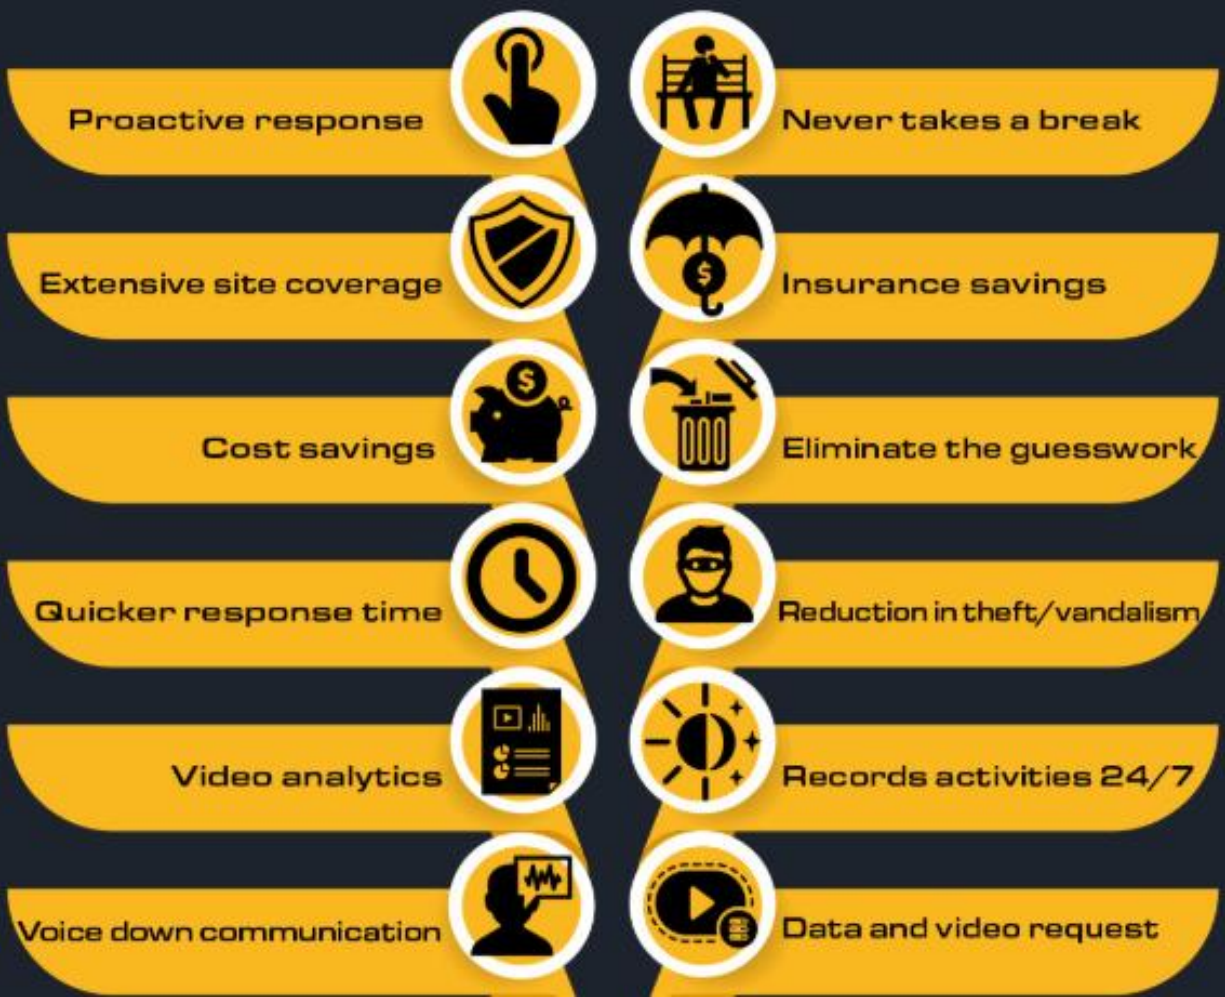 Proactive response
Never takes a break
Extensive site coverage
$
Insurance savings
$
Cost savings
Eliminate the guesswork
Quicker response time
Reduction in theft/vandalism
Video analytics
Records activities 24/7
Voice down communication
Data and video request